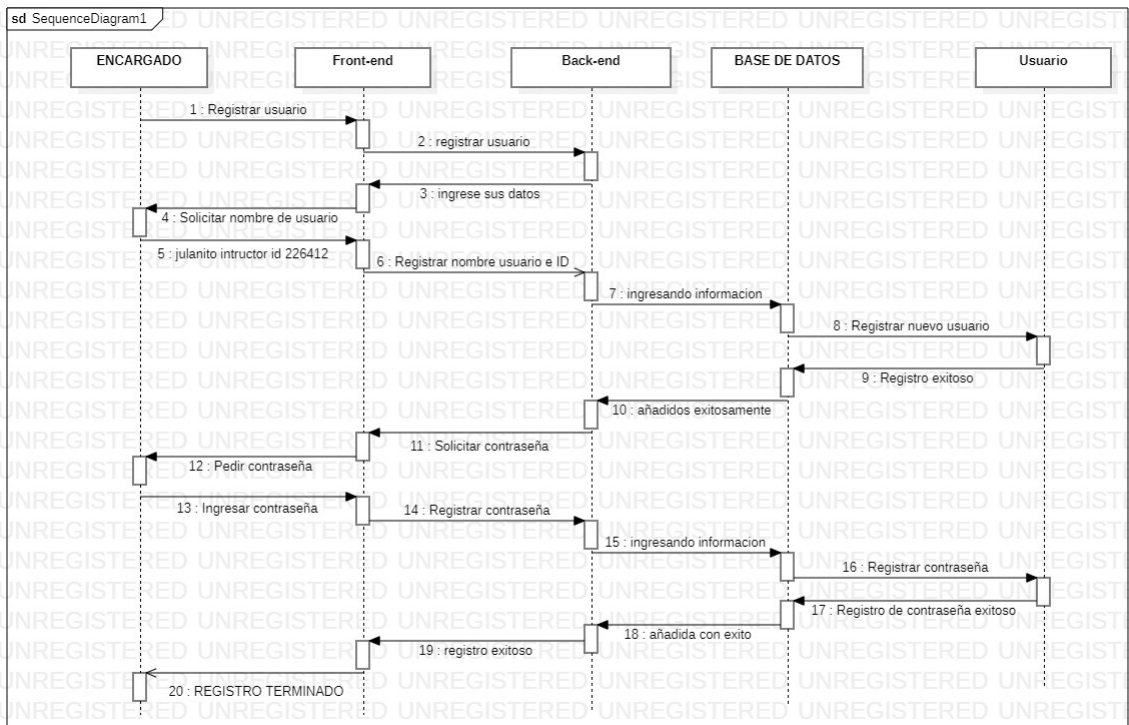 sd SequenceDiagram1
ENCARGADO
Front-end
Back-end
BASE DE DATOS
Usuario
1 : Registrar usuario
2 : registrar usuario
3 : ingrese sus datos
4 : Solicitar nombre de usuario
5 : julanito intructor id 226412
6 : Registrar nombre usuario e ID
7 : ingresando informacion
8 : Registrar nuevo usuario
9 : Registro exitoso
10 : añadidos exitosamente
11 : Solicitar contraseña
12 : Pedir contraseña
13 : Ingresar contraseña
14 : Registrar contraseña
15 : ingresando informacion
16 : Registrar contraseña
17 : Registro de contraseña exitoso
18 : añadida con exito
19 : registro exitoso
20 : REGISTRO TERMINADO
UNREGISTERED